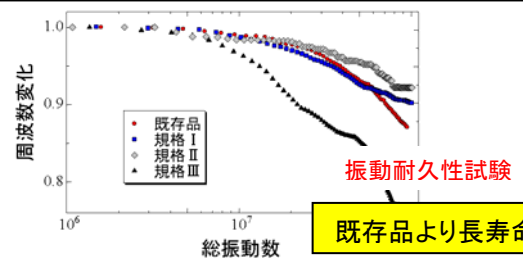 1.0
0.9
0.8
周波数変化
既存品
規格Ⅰ
規格Ⅱ
規格Ⅲ
振動耐久性試験
10⁶
10⁷
総振動数
既存品より長寿命